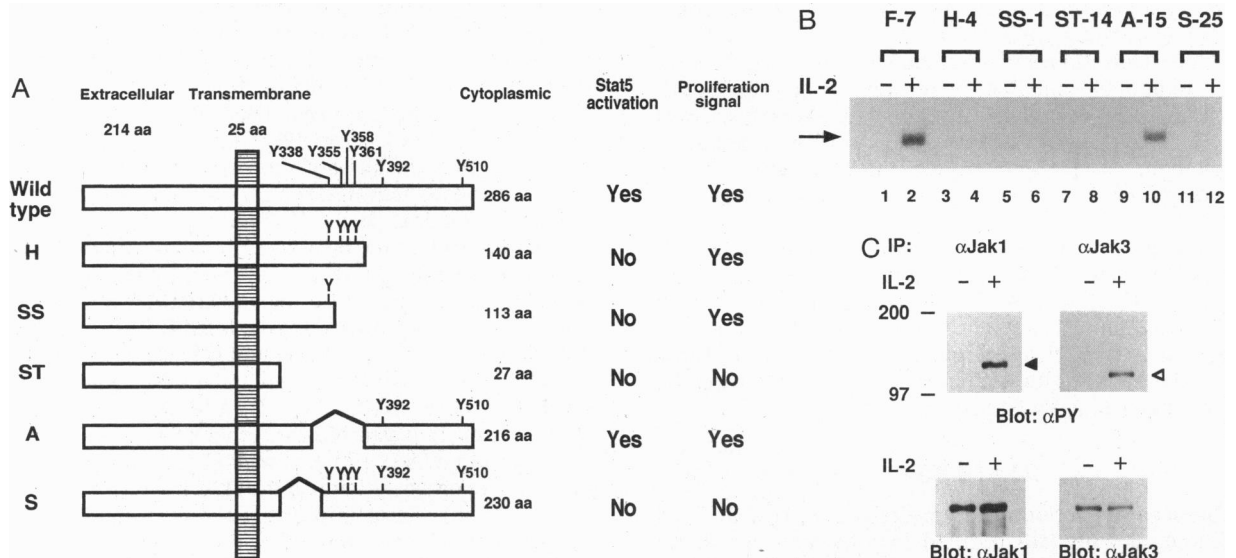 A
Extracellular Transmembrane Cytoplasmic Stat5 activation Proliferation signal
214 aa 25 aa
Y338 Y355 Y358 Y361 Y392 Y510
Wild type 286 aa Yes Yes
Y YYY
H 140 aa No Yes
Y
SS 113 aa No Yes
ST 27 aa No No
Y392 Y510
A 216 aa Yes Yes
Y YYY Y392 Y510
S 230 aa No No
B
F-7 H-4 SS-1 ST-14 A-15 S-25
IL-2 − + − + − + − + − + − +
1 2 3 4 5 6 7 8 9 10 11 12
C IP: αJak1 αJak3
IL-2 − + − +
200
97
Blot: αPY
IL-2 − + − +
Blot: αJak1 Blot: αJak3